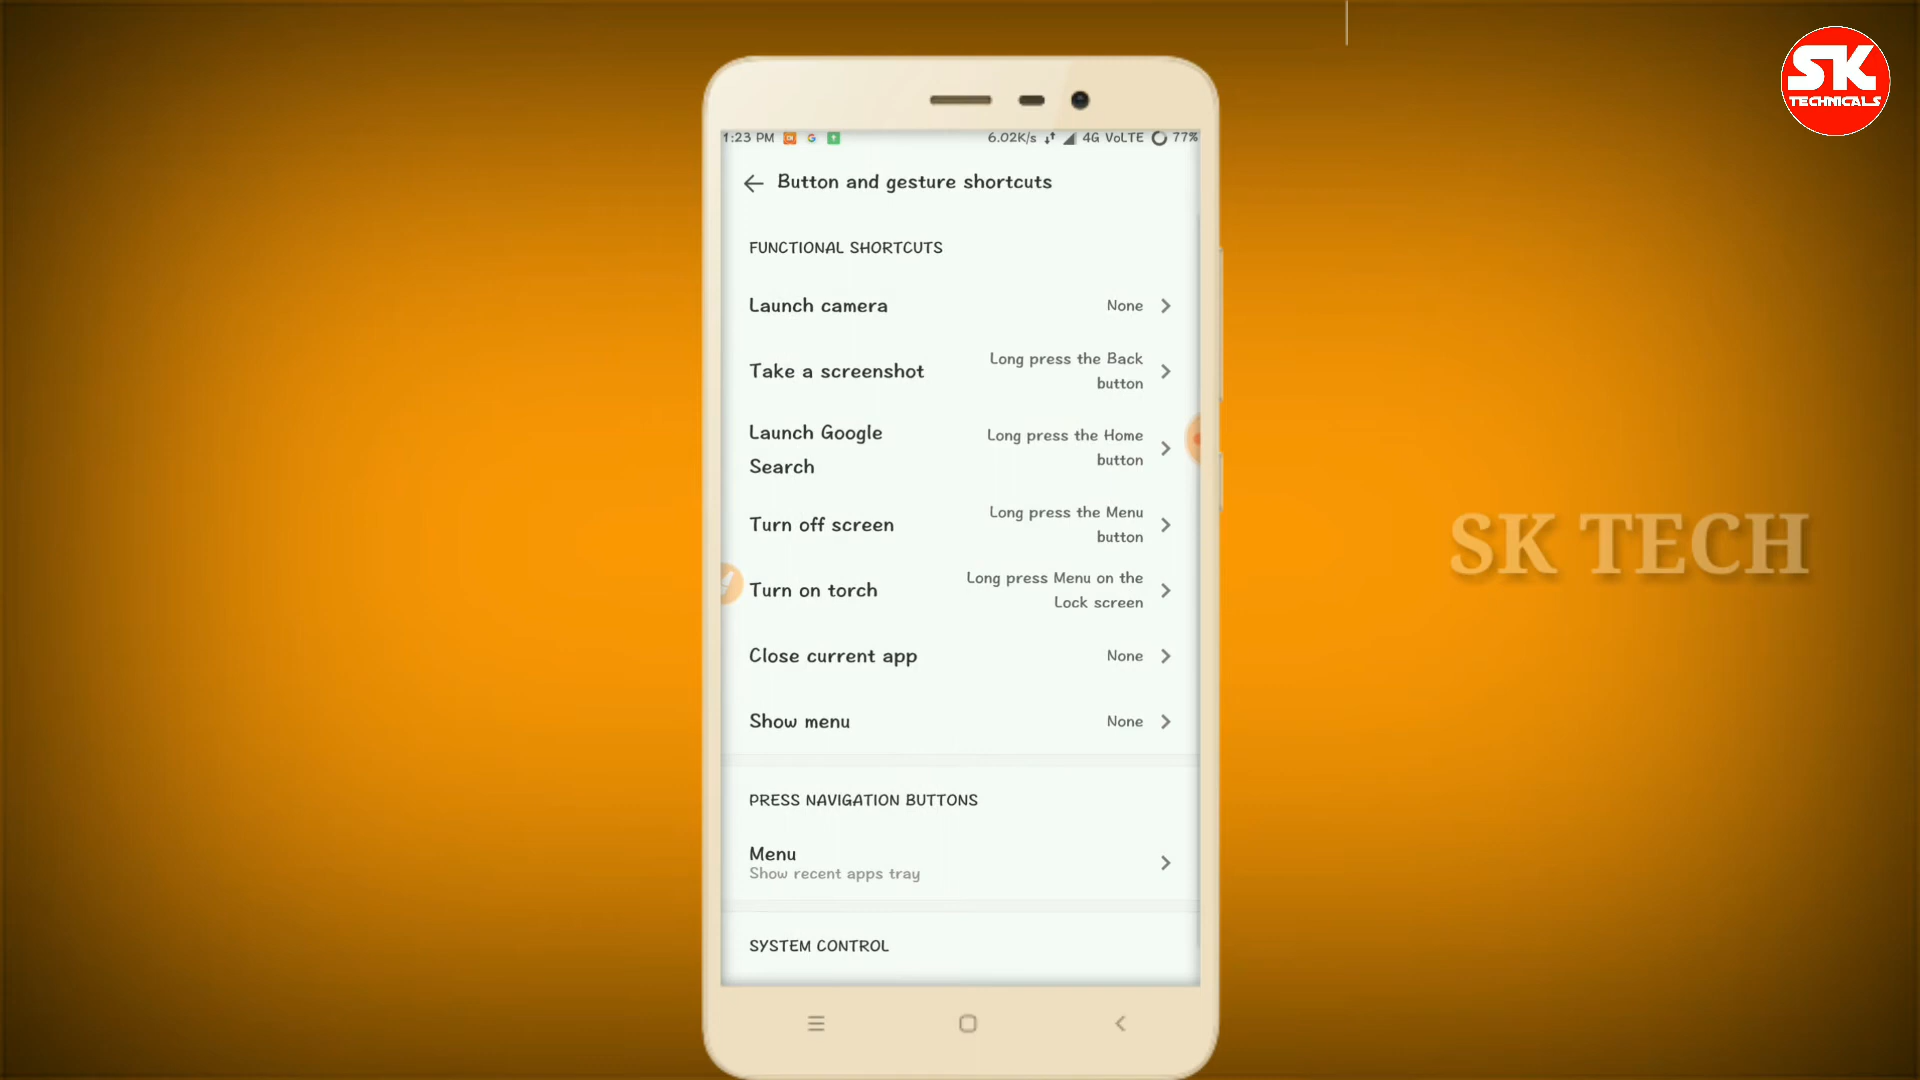 SK
TECHNICALS
1:23 PM
6.02K/s 4G VoLTE 77%
Button and gesture shortcuts
FUNCTIONAL SHORTCUTS
Launch camera None
Take a screenshot Long press the Back
button
Launch Google
Search
Long press the Home
button
Turn off screen Long press the Menu
button
Turn on torch Long press Menu on the
Lock screen
Close current app None
Show menu None
PRESS NAVIGATION BUTTONS
Menu
Show recent apps tray
SYSTEM CONTROL
SK TECH